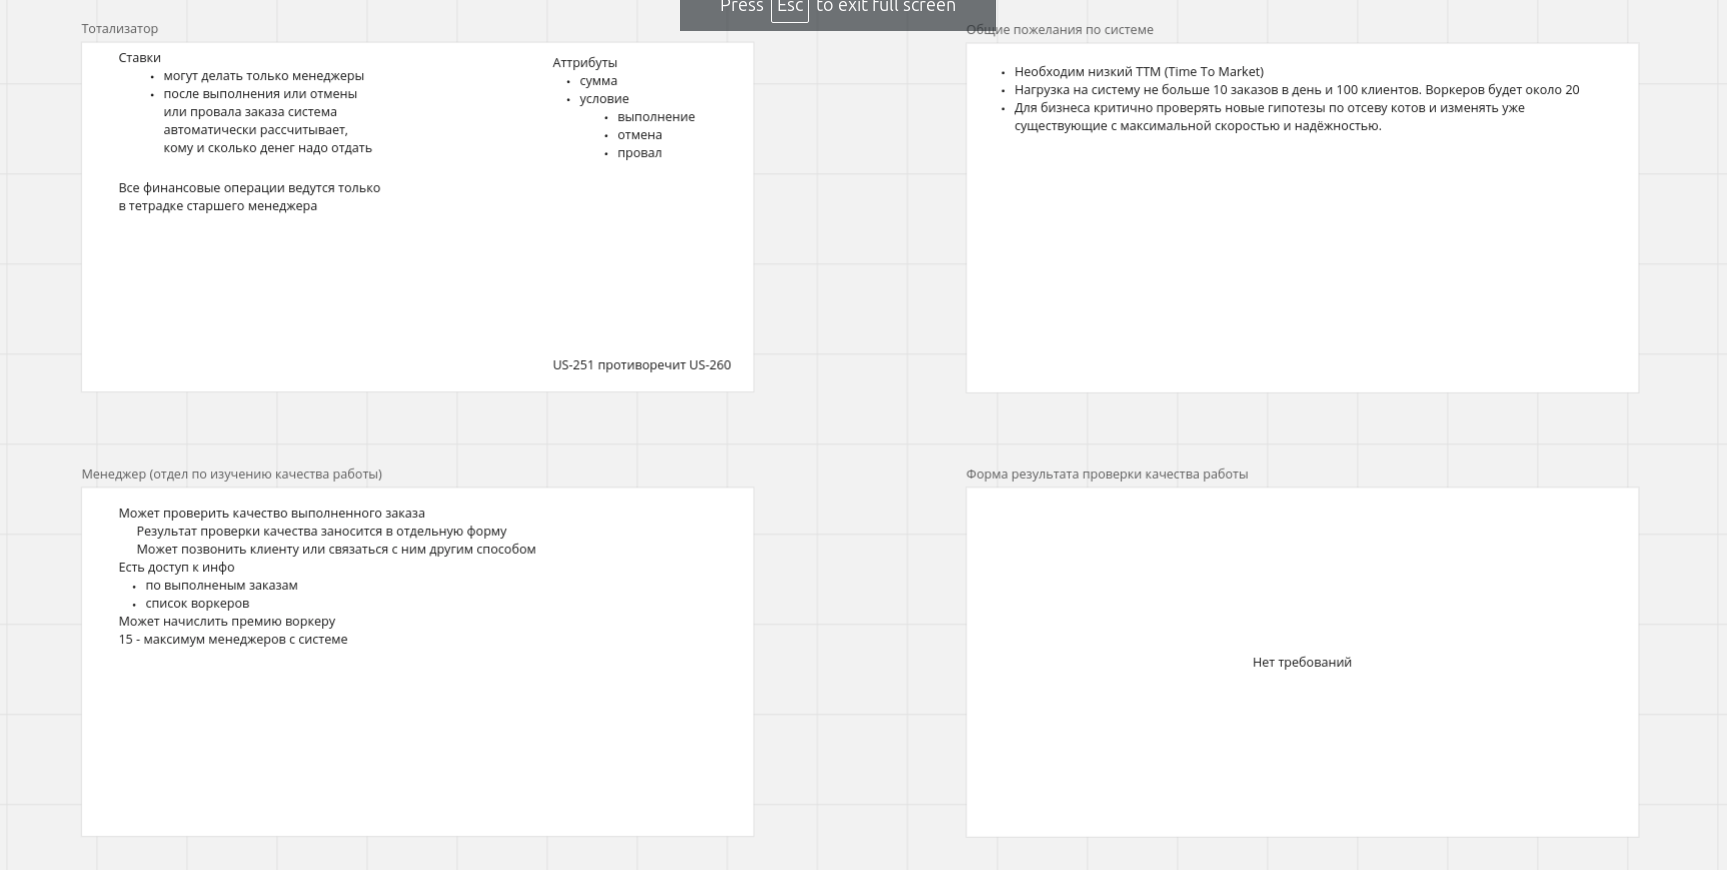 Press Esc to exit full screen
Тотализатор
Ставки
могут делать только менеджеры
после выполнения или отмены
или провала заказа система
автоматически рассчитывает,
кому и сколько денег надо отдать
Все финансовые операции ведутся только
в тетрадке старшего менеджера
Аттрибуты
сумма
условие
выполнение
отмена
провал
US-251 противоречит US-260
Общие пожелания по системе
Необходим низкий ТТМ (Time To Market)
Нагрузка на систему не больше 10 заказов в день и 100 клиентов. Воркеров будет около 20
Для бизнеса критично проверять новые гипотезы по отсеву котов и изменять уже
существующие с максимальной скоростью и надёжностью.
Менеджер (отдел по изучению качества работы)
Может проверить качество выполненного заказа
Результат проверки качества заносится в отдельную форму
Может позвонить клиенту или связаться с ним другим способом
Есть доступ к инфо
по выполненым заказам
список воркеров
Может начислить премию воркеру
15 - максимум менеджеров с системе
Форма результата проверки качества работы
Нет требований